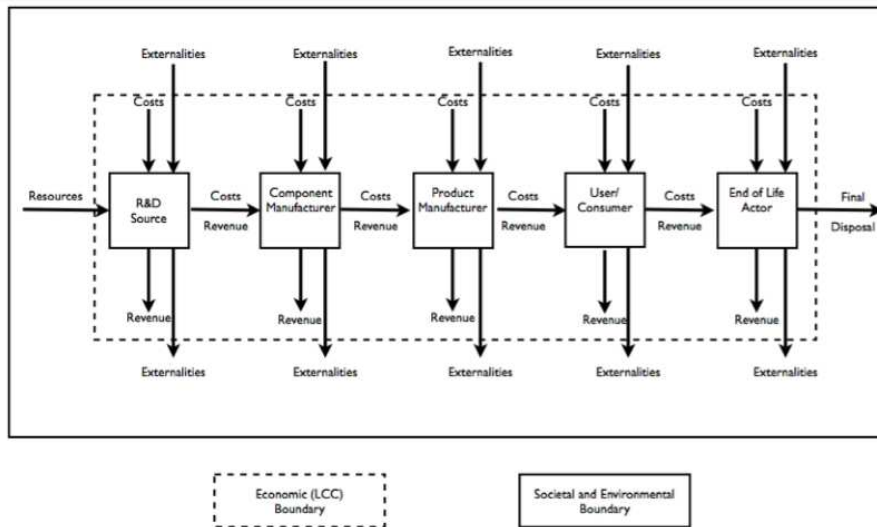 Externalities Externalities Externalities Externalities Externalities
Costs Costs Costs Costs Costs
Resources
R&D
Source
Costs
Revenue
Component
Manufacturer
Costs
Revenue
Product
Manufacturer
Costs
Revenue
User/
Consumer
Costs
Revenue
End of Life
Actor
Final
Disposal
Revenue Revenue Revenue Revenue Revenue
Externalities Externalities Externalities Externalities Externalities
Economic (LCC)
Boundary
Societal and Environmental
Boundary